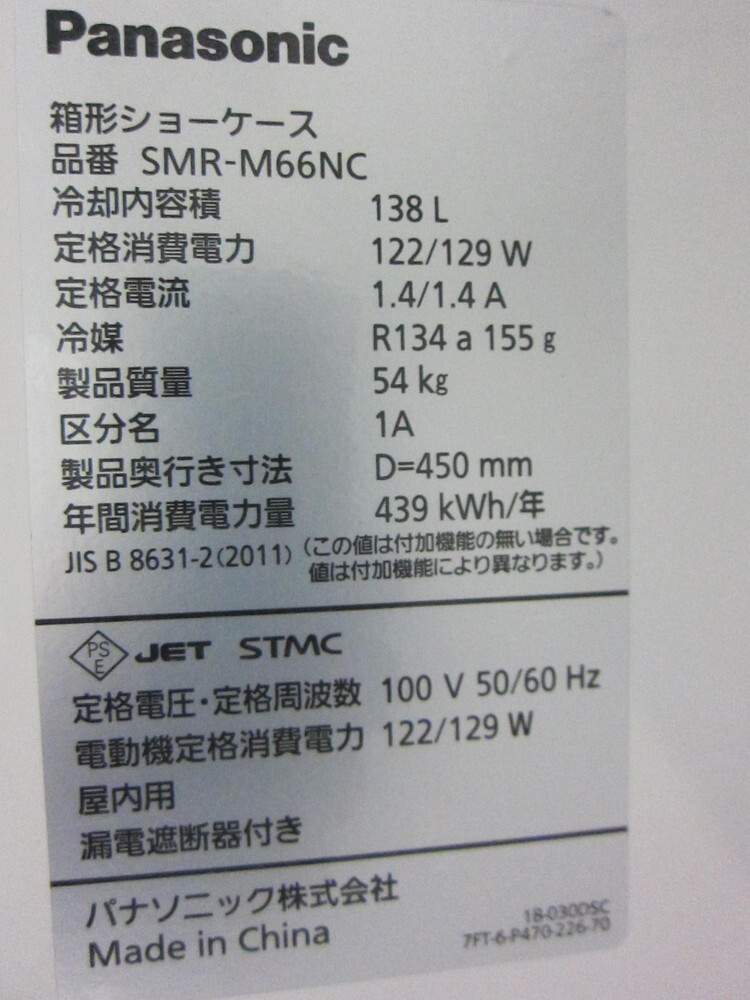 Panasonic
箱形ショーケース
品番 SMR-M66NC
冷却内容積 138 L
定格消費電力 122/129 W
定格電流 1.4/1.4 A
冷媒 R134 a 155 g
製品質量 54 kg
区分名 1A
製品奥行き寸法 D=450 mm
年間消費電力量 439 kWh/年
JIS B 8631-2(2011) (この値は付加機能の無い場合です。
値は付加機能により異なります。)
PS E JET STMC
定格電圧・定格周波数 100 V 50/60 Hz
電動機定格消費電力 122/129 W
屋内用
漏電遮断器付き
パナソニック株式会社
Made in China
18-030DSC
7FT-6-P470-226-70